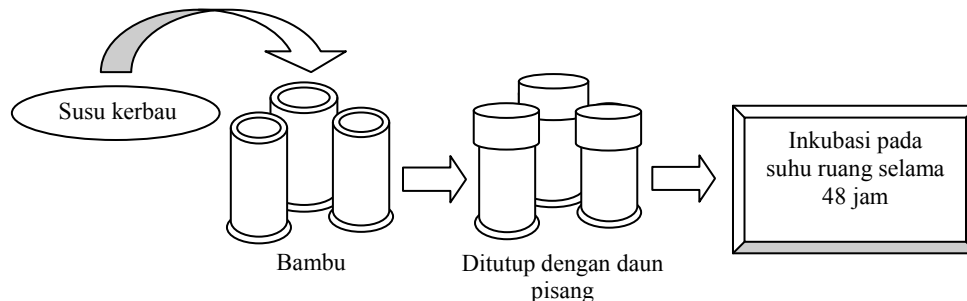 Susu kerbau
Bambu
Ditutup dengan daun
pisang
Inkubasi pada
suhu ruang selama
48 jam